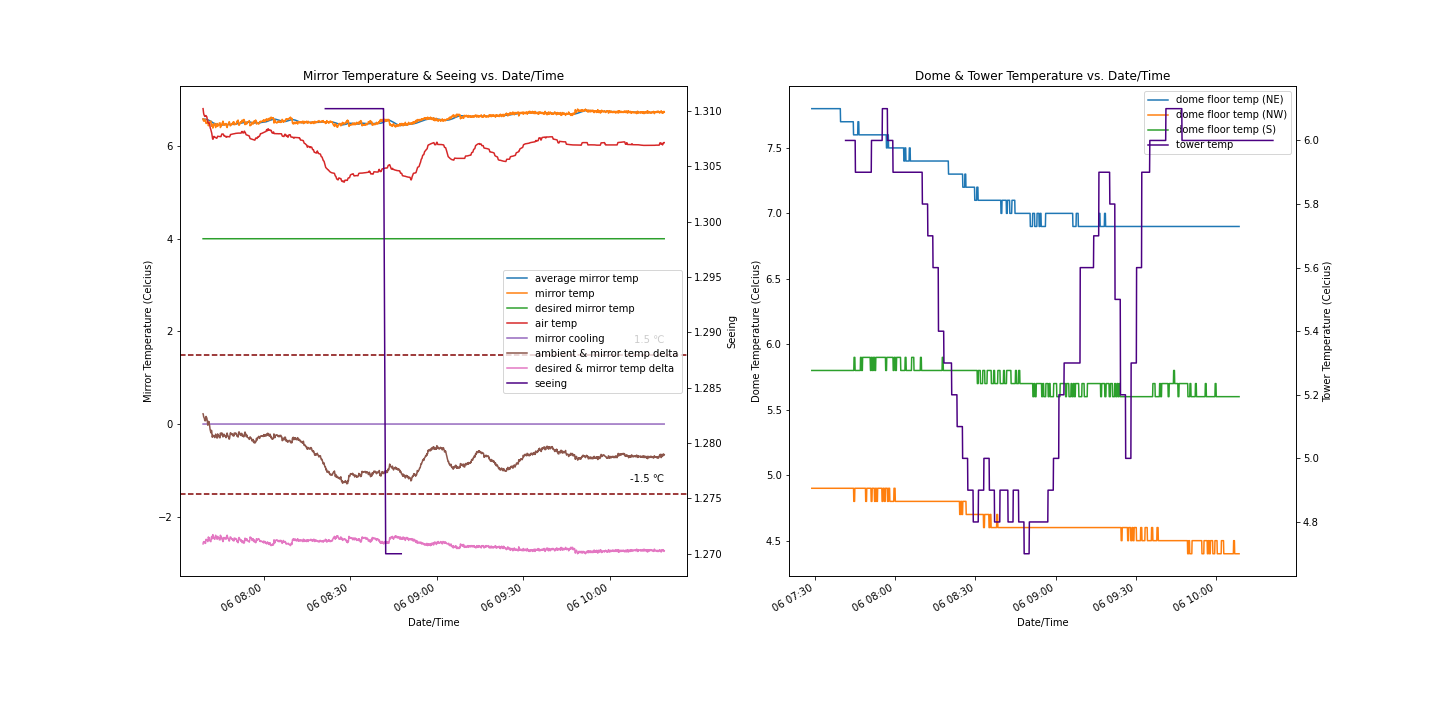 Mirror Temperature & Seeing vs. Date/Time
Mirror Temperature (Celcius)
6
4
2
0
−2
1.310
1.305
1.300
1.295
1.290
1.285
1.280
1.275
1.270
Seeing
average mirror temp
mirror temp
desired mirror temp
air temp
mirror cooling
ambient & mirror temp delta
desired & mirror temp delta
seeing
1.5 °C
-1.5 °C
06 08:00
06 08:30
06 09:00
06 09:30
06 10:00
Date/Time
Dome & Tower Temperature vs. Date/Time
Dome Temperature (Celcius)
7.5
7.0
6.5
6.0
5.5
5.0
4.5
6.0
5.8
5.6
5.4
5.2
5.0
4.8
Tower Temperature (Celcius)
dome floor temp (NE)
dome floor temp (NW)
dome floor temp (S)
tower temp
06 07:30
06 08:00
06 08:30
06 09:00
06 09:30
06 10:00
Date/Time